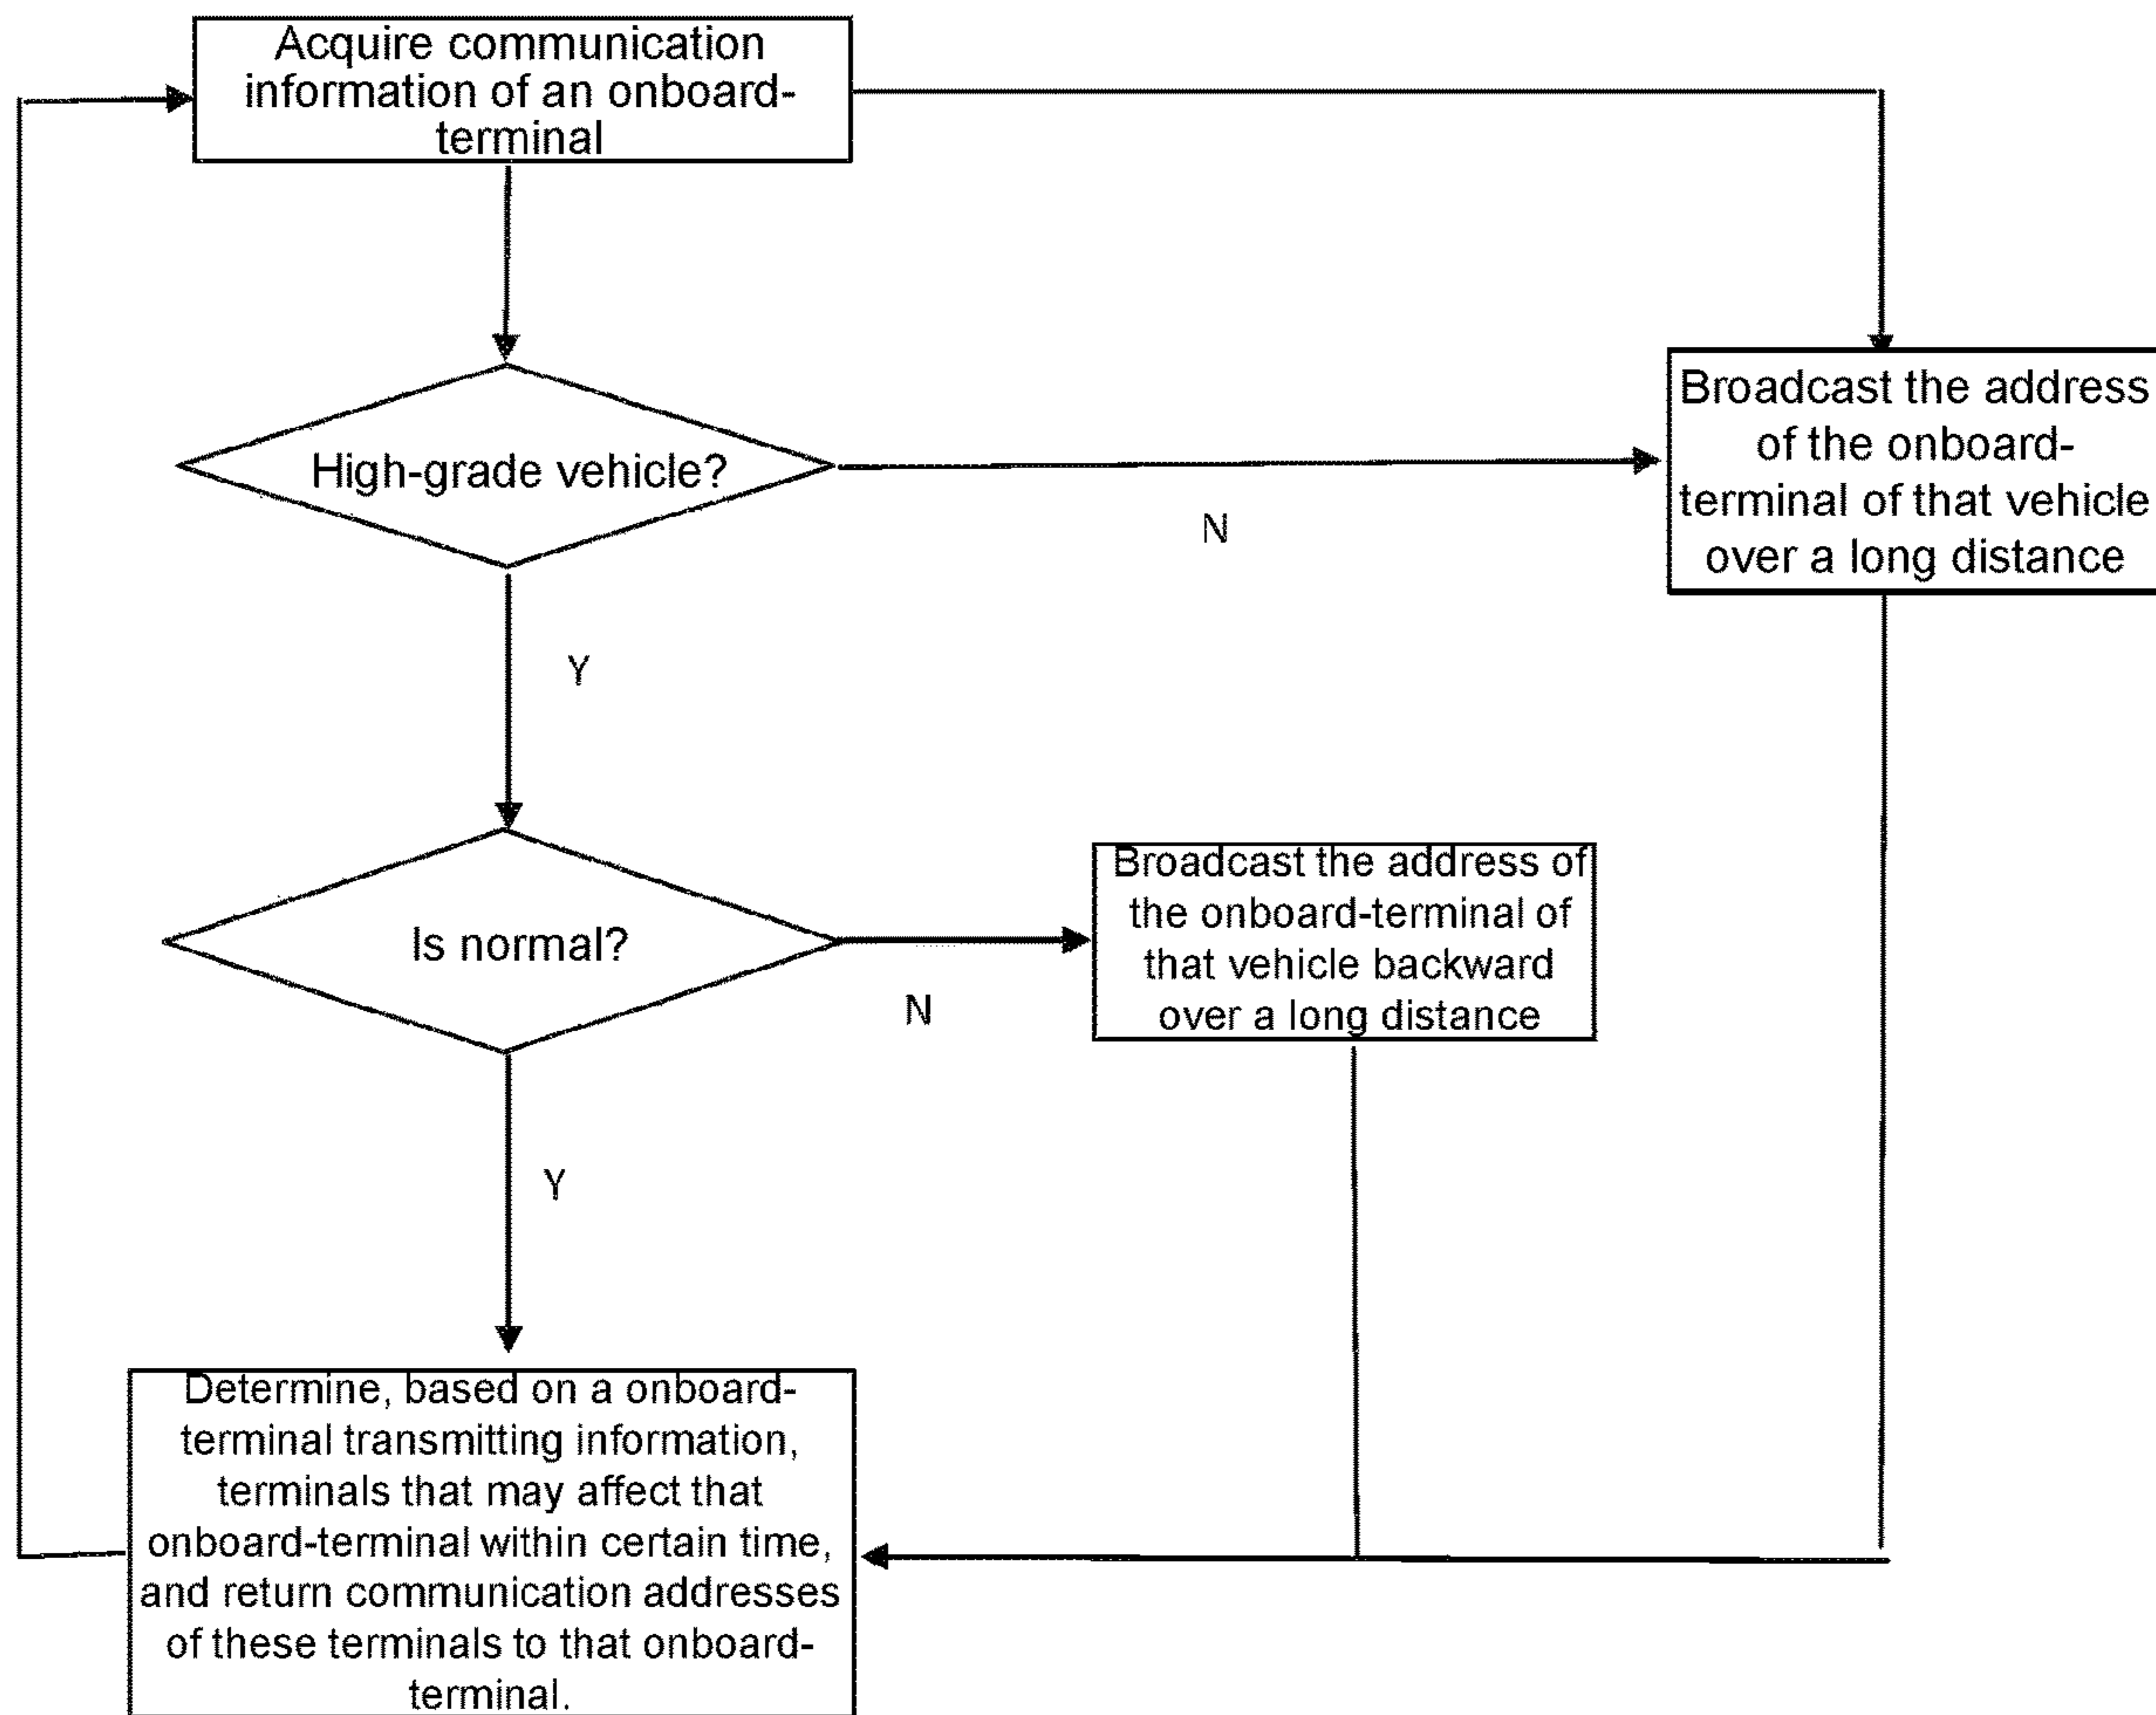 Acquire communication
information of an onboard-
terminal
High-grade vehicle?
N
Broadcast the address
of the onboard-
terminal of that vehicle
over a long distance
Y
Is normal?
N
Broadcast the address of
the onboard-terminal of
that vehicle backward
over a long distance
Y
Determine, based on a onboard-
terminal transmitting information,
terminals that may affect that
onboard-terminal within certain time,
and return communication addresses
of these terminals to that onboard-
terminal.